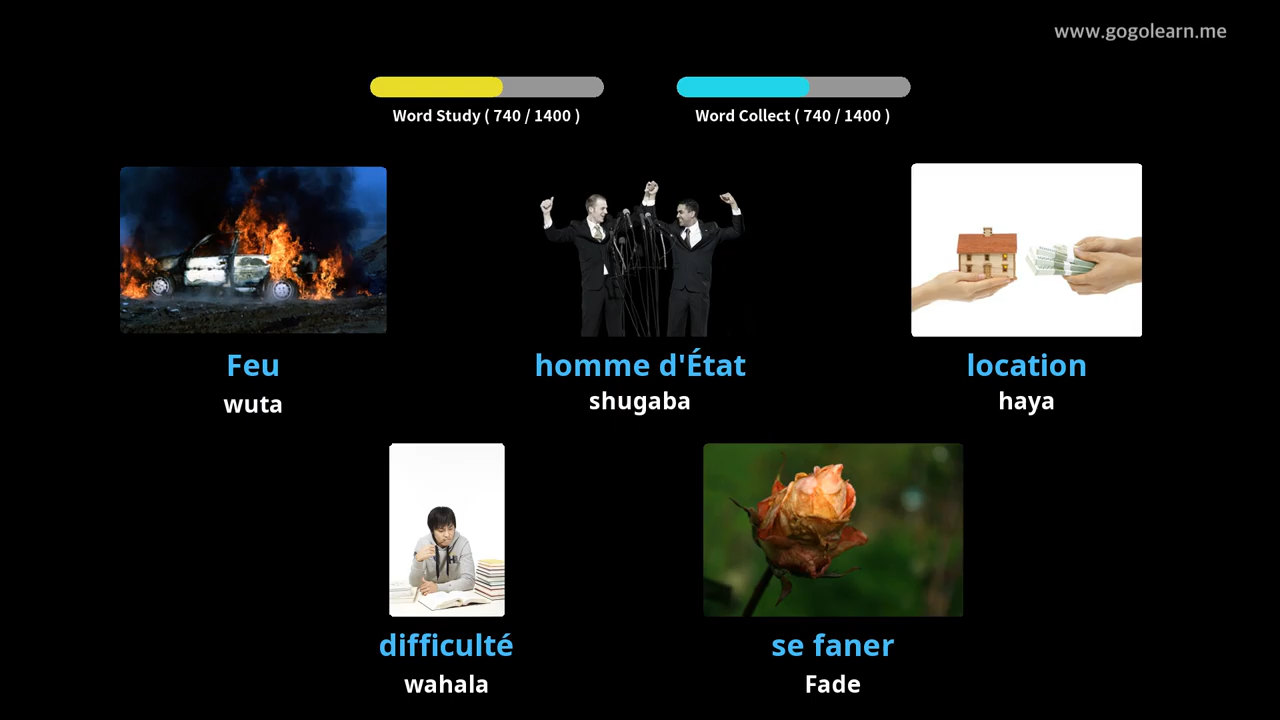 www.gogolearn.me
Word Study ( 740 / 1400 )
Word Collect ( 740 / 1400 )
Feu
wuta
homme d'État
shugaba
location
haya
difficulté
wahala
se faner
Fade